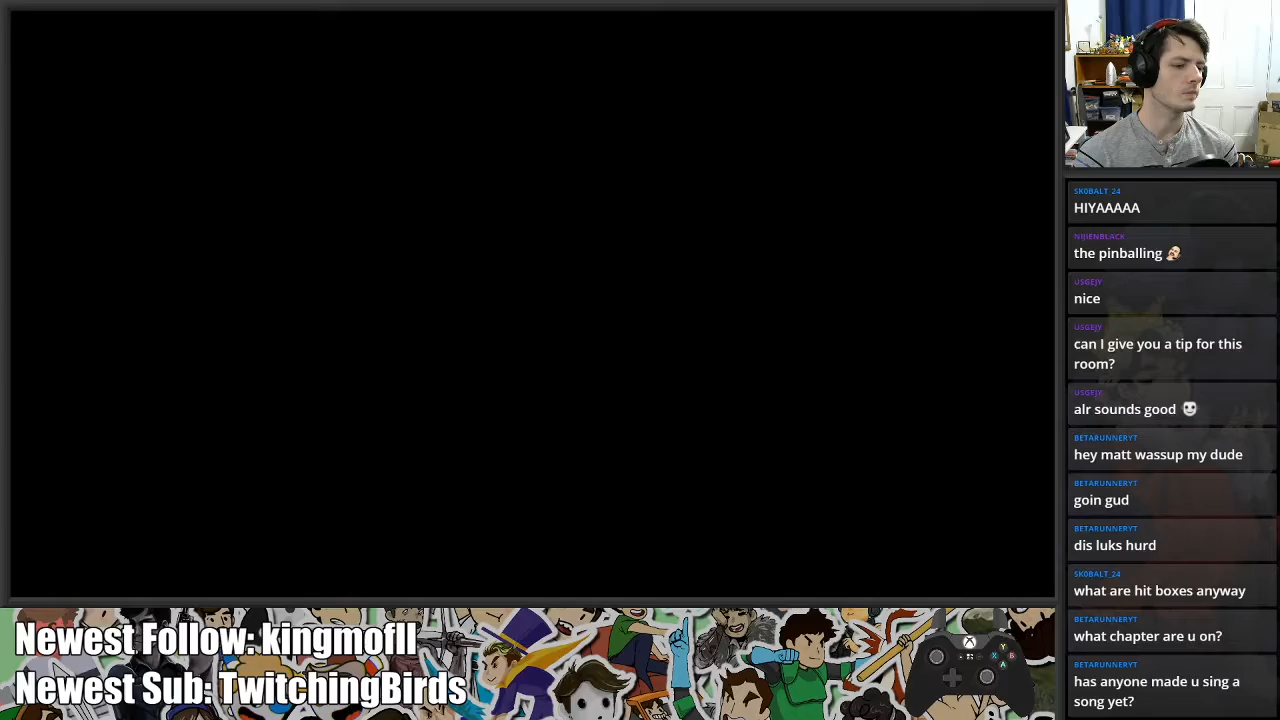 SK0BALT_24
HIYAAAAA
NIJIENBLACK
the pinballing
USGEJY
nice
USGEJY
can I give you a tip for this
room?
USGEJY
alr sounds good
BETARUNNERYT
hey matt wassup my dude
BETARUNNERYT
goin gud
BETARUNNERYT
dis luks hurd
SK0BALT_24
what are hit boxes anyway
BETARUNNERYT
what chapter are u on?
BETARUNNERYT
has anyone made u sing a
song yet?
Newest Follow: kingmofll
Newest Sub: TwitchingBirds